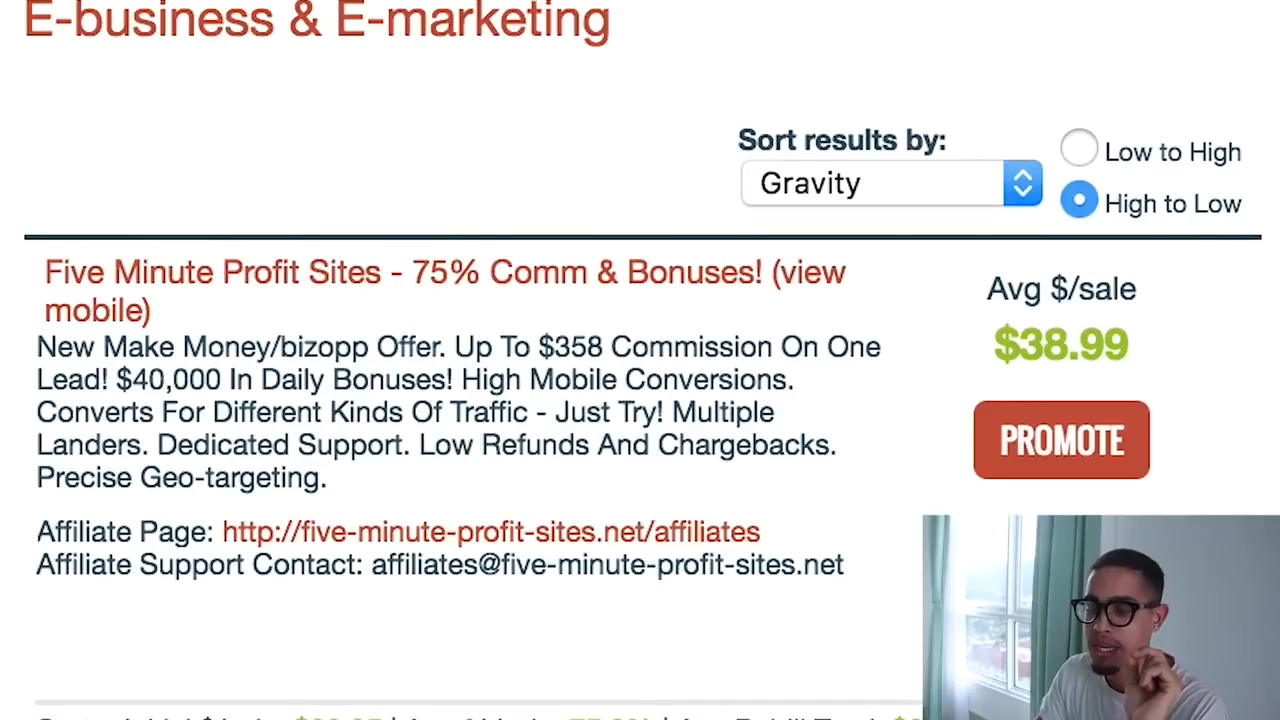 E-business & E-marketing
Sort results by:
Gravity
Low to High
High to Low
Five Minute Profit Sites - 75% Comm & Bonuses! (view
mobile)
Avg $/sale
$38.99
New Make Money/bizopp Offer. Up To $358 Commission On One
Lead! $40,000 In Daily Bonuses! High Mobile Conversions.
Converts For Different Kinds Of Traffic - Just Try! Multiple
Landers. Dedicated Support. Low Refunds And Chargebacks.
Precise Geo-targeting.
PROMOTE
Affiliate Page: http://five-minute-profit-sites.net/affiliates
Affiliate Support Contact: affiliates@five-minute-profit-sites.net